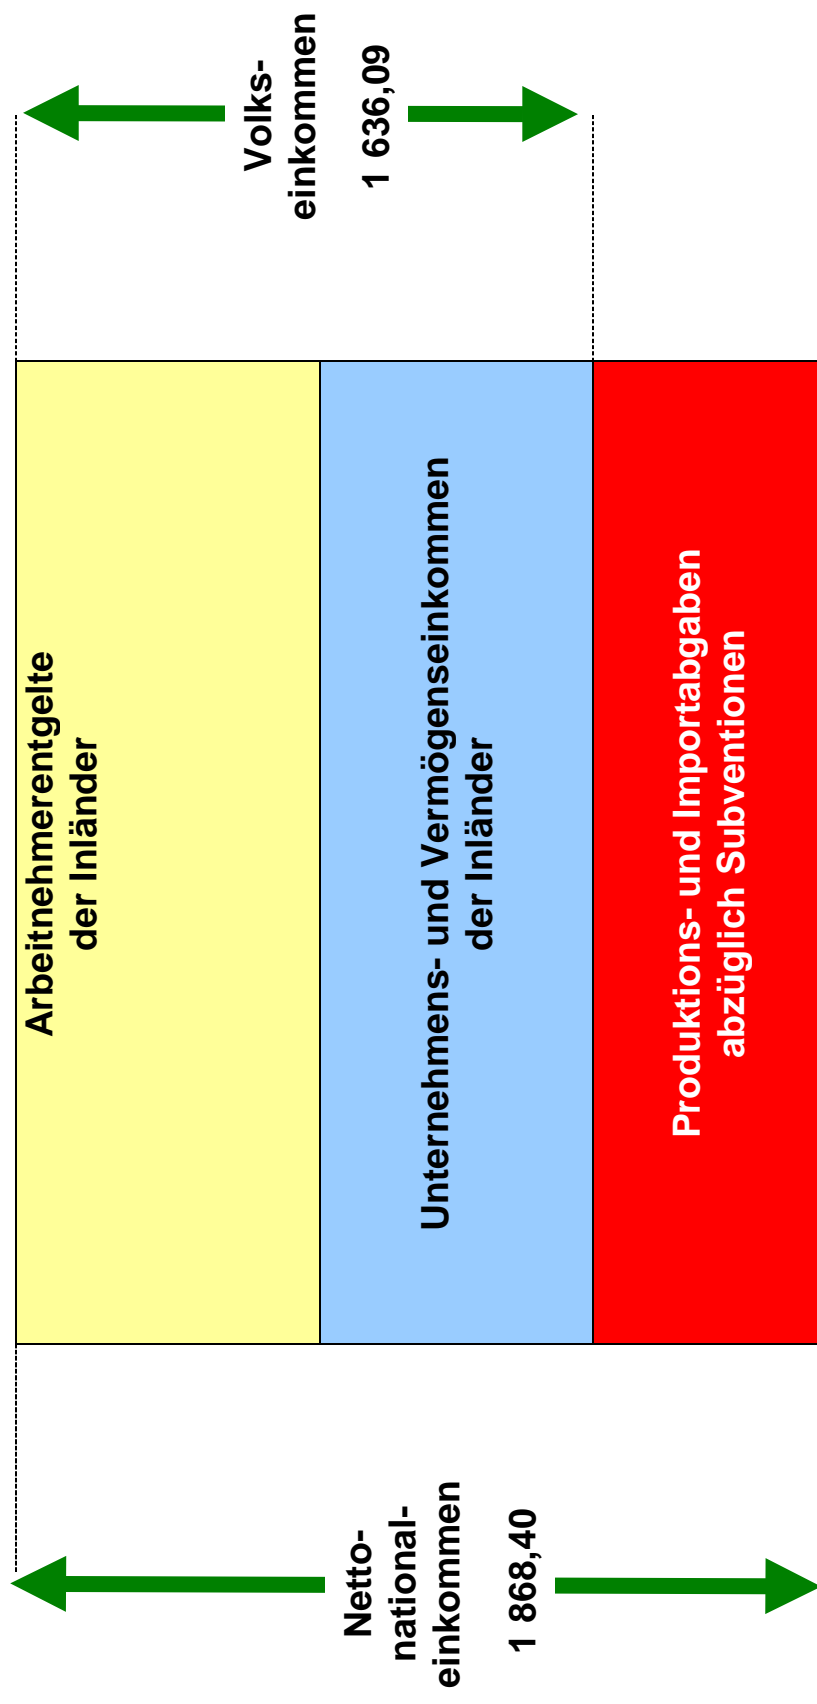 Netto-
national-
einkommen
1 868,40
Arbeitnehmerentgelte
der Inländer
Unternehmens- und Vermögenseinkommen
der Inländer
Produktions- und Importabgaben
abzüglich Subventionen
Volks-
einkommen
1 636,09